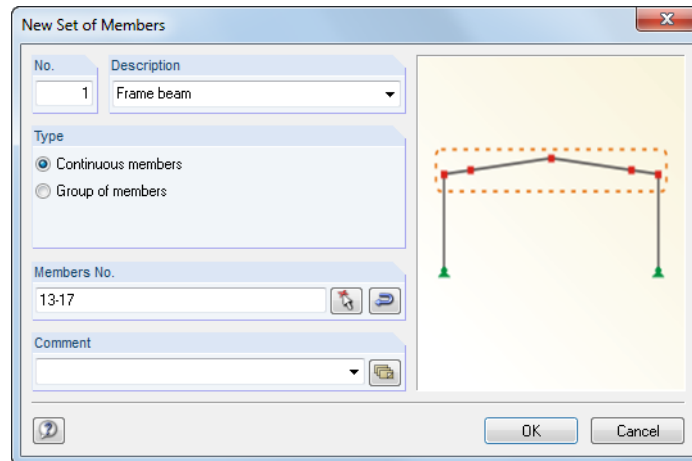 New Set of Members
No.
Description
1
Frame beam
Type
Continuous members
Group of members
Members No.
13-17
Comment
OK
Cancel